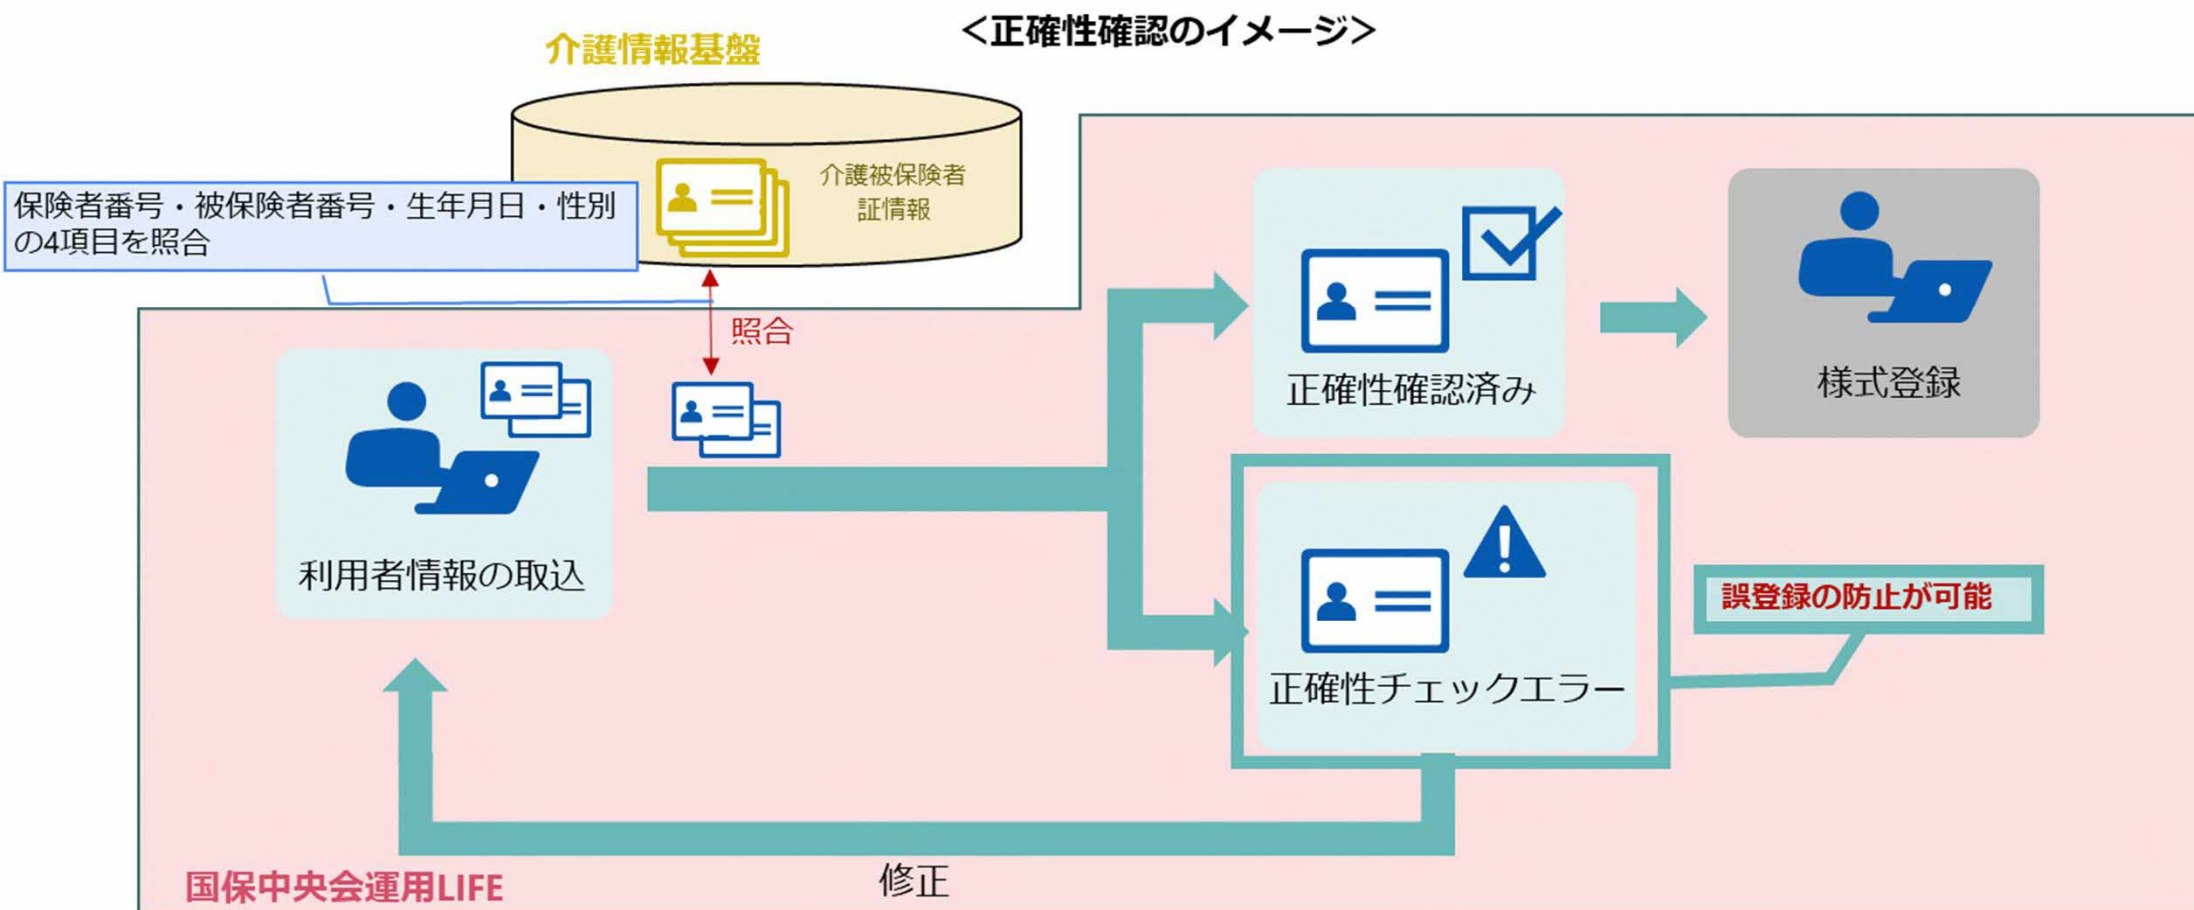 <正確性確認のイメージ>
介護情報基盤
介護被保険者
証情報
保険者番号・被保険者番号・生年月日・性別
の4項目を照合
照合
利用者情報の取込
正確性確認済み
様式登録
正確性チェックエラー
誤登録の防止が可能
修正
国保中央会運用LIFE